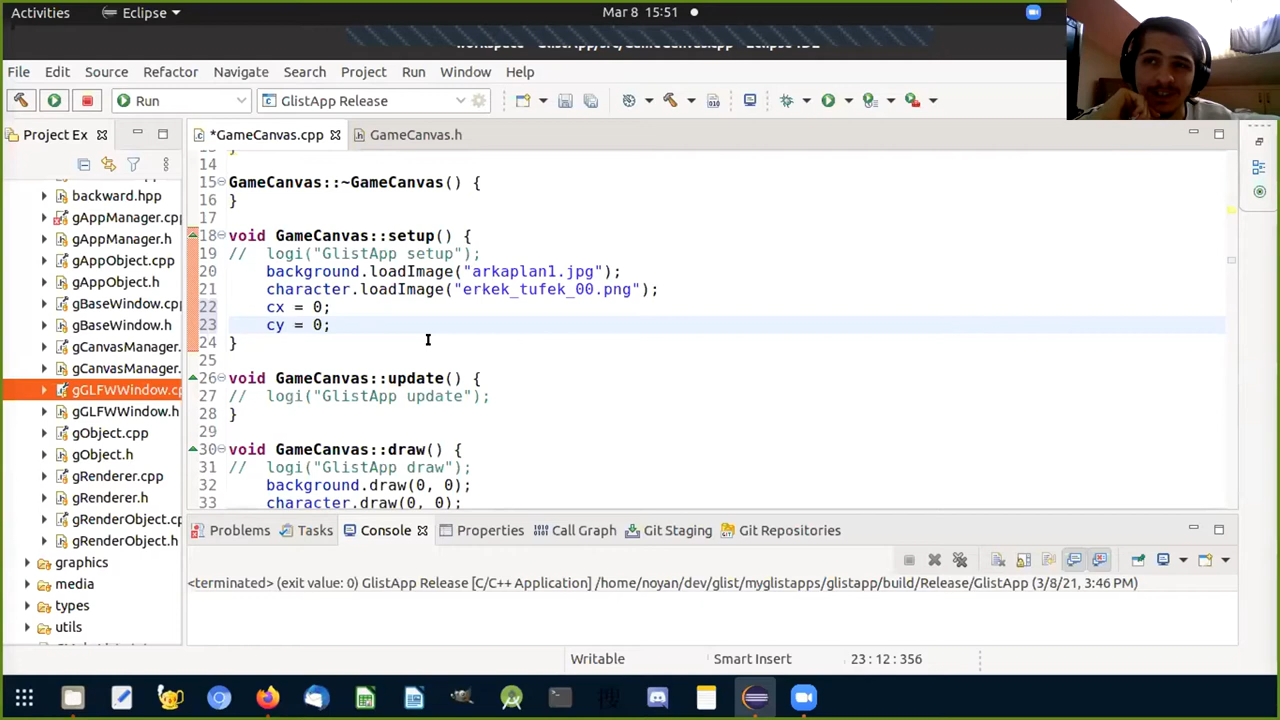 Activities Eclipse Mar 8 15:51
File Edit Source Refactor Navigate Search Project Run Window Help
Run GlistApp Release
Project Ex *GameCanvas.cpp GameCanvas.h
14
backward.hpp 15 GameCanvas::~GameCanvas() {
16 }
gAppManager.cp 17
gAppManager.h 18 void GameCanvas::setup() {
gAppObject.cpp 19 // logi("GlistApp setup");
gAppObject.h 20 background.loadImage("arkaplan1.jpg");
21 character.loadImage("erkek_tufek_00.png");
gBaseWindow.cp 22 cx = 0;
gBaseWindow.h 23 cy = 0;
gCanvasManager. 24 }
gCanvasManager. 25
26 void GameCanvas::update() {
gGLFWWindow.cp 27 // logi("GlistApp update");
gGLFWWindow.h 28 }
gObject.cpp 29
gObject.h 30 void GameCanvas::draw() {
31 // logi("GlistApp draw");
gRenderer.cpp 32 background.draw(0, 0);
gRenderer.h 33 character.draw(0, 0);
gRenderObject.cp Problems Tasks Console Properties Call Graph Git Staging Git Repositories
gRenderObject.h
graphics
media <terminated> (exit value: 0) GlistApp Release [C/C++ Application] /home/noyan/dev/glist/myglistapps/glistapp/build/Release/GlistApp (3/8/21, 3:46 PM)
types
utils
Writable Smart Insert 23:12:356